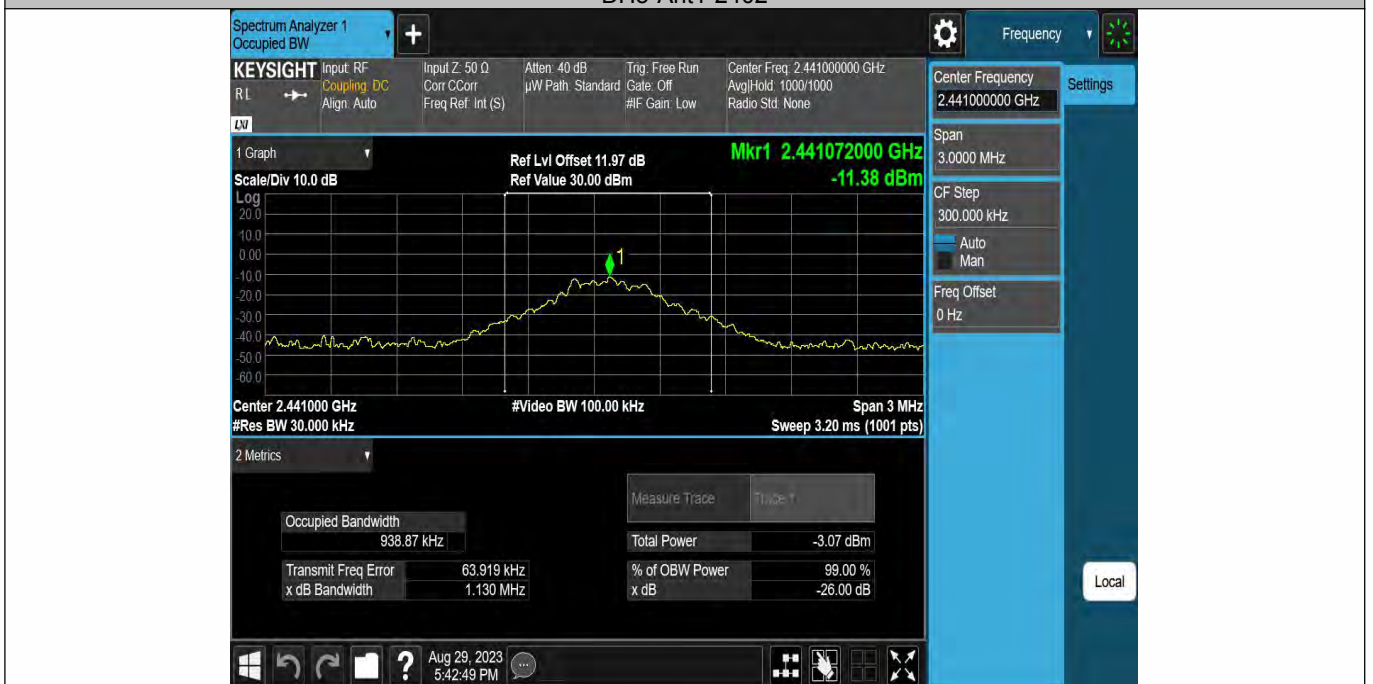 DH5-Ant1-2402
Spectrum Analyzer 1
Occupied BW
+
Frequency
KEYSIGHT
RL
LXI
Input: RF
Coupling: DC
Align: Auto
Input Z: 50 Ω
Corr CCorr
Freq Ref: Int (S)
Atten: 40 dB
µW Path: Standard
Trig: Free Run
Gate: Off
#IF Gain: Low
Center Freq: 2.441000000 GHz
Avg|Hold: 1000/1000
Radio Std: None
Center Frequency
2.441000000 GHz
Settings
Span
3.0000 MHz
CF Step
300.000 kHz
Auto
Man
Freq Offset
0 Hz
Local
1 Graph
Scale/Div 10.0 dB
Ref Lvl Offset 11.97 dB
Ref Value 30.00 dBm
Mkr1 2.441072000 GHz
-11.38 dBm
Log
20.0
10.0
0.00
-10.0
-20.0
-30.0
-40.0
-50.0
-60.0
1
Center 2.441000 GHz
#Res BW 30.000 kHz
#Video BW 100.00 kHz
Span 3 MHz
Sweep 3.20 ms (1001 pts)
2 Metrics
Measure Trace Trace 1
Occupied Bandwidth
938.87 kHz
Total Power -3.07 dBm
Transmit Freq Error 63.919 kHz
% of OBW Power 99.00 %
x dB Bandwidth 1.130 MHz
x dB -26.00 dB
?
Aug 29, 2023
5:42:49 PM